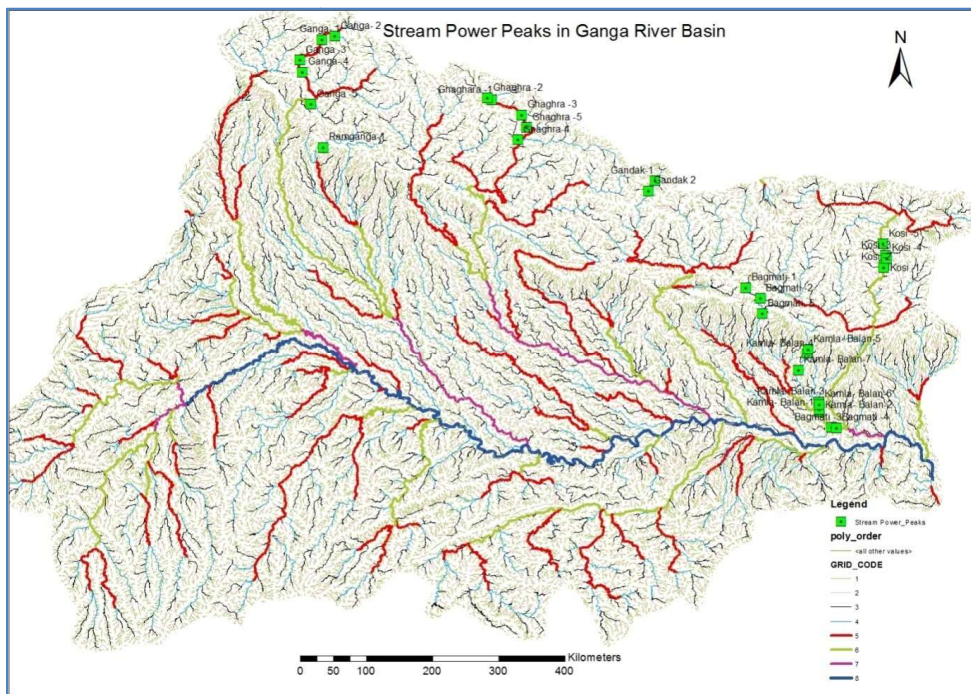 Stream Power Peaks in Ganga River Basin
N
Ganga -1
Ganga- 2
Ganga -3
Ganga -4
Ganga -5
Ramganga-1
Ghaghara -1
Ghaghra -2
Ghaghra -3
Ghaghra -5
Ghaghra-4
Gandak -1
Gandak 2
Kosi -5
Kosi -3
Kosi -4
Kosi -2
Kosi
Bagmati- 1
Bagmati -2
Bagmati- 5
Kamla- Balan-5
Kamla- Balan-4
Kamla- Balan-7
Kamla- Balan-3
Kamla- Balan-6
Kamla- Balan-1
Kamla- Balan-2
Bagmati -3
Bagmati -4
Legend
Stream Power_Peaks
poly_order
<all other values>
GRID_CODE
1
2
3
4
5
6
7
8
Kilometers
0 50 100 200 300 400